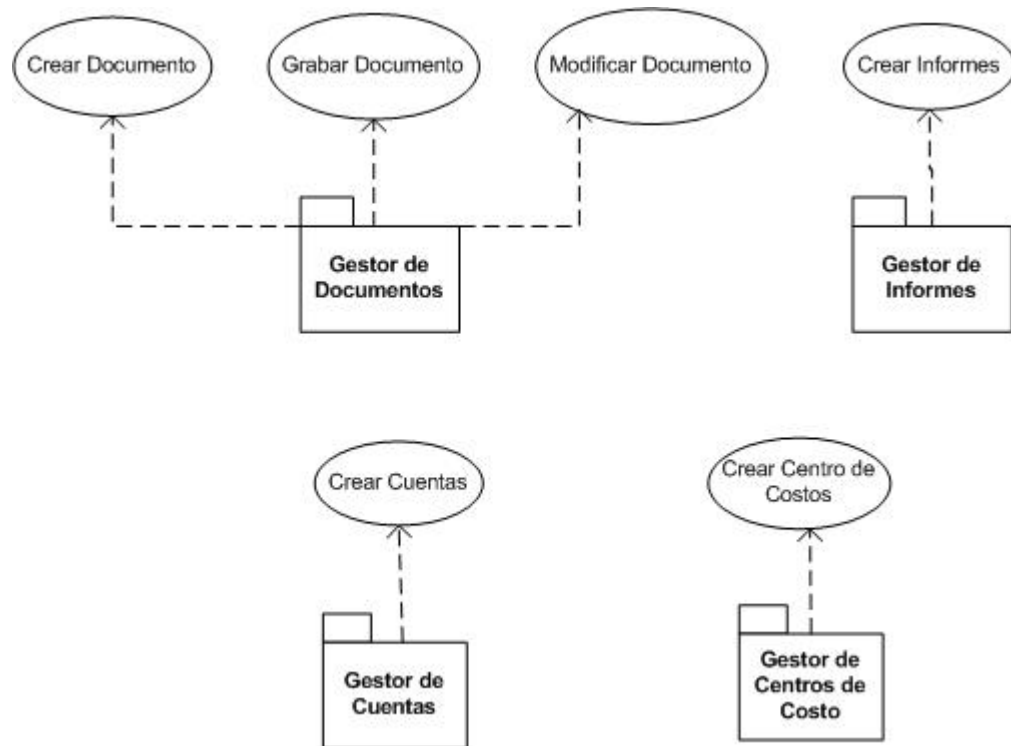 Crear Documento
Grabar Documento
Modificar Documento
Crear Informes
Gestor de
Documentos
Gestor de
Informes
Crear Cuentas
Crear Centro de
Costos
Gestor de
Cuentas
Gestor de
Centros de
Costo